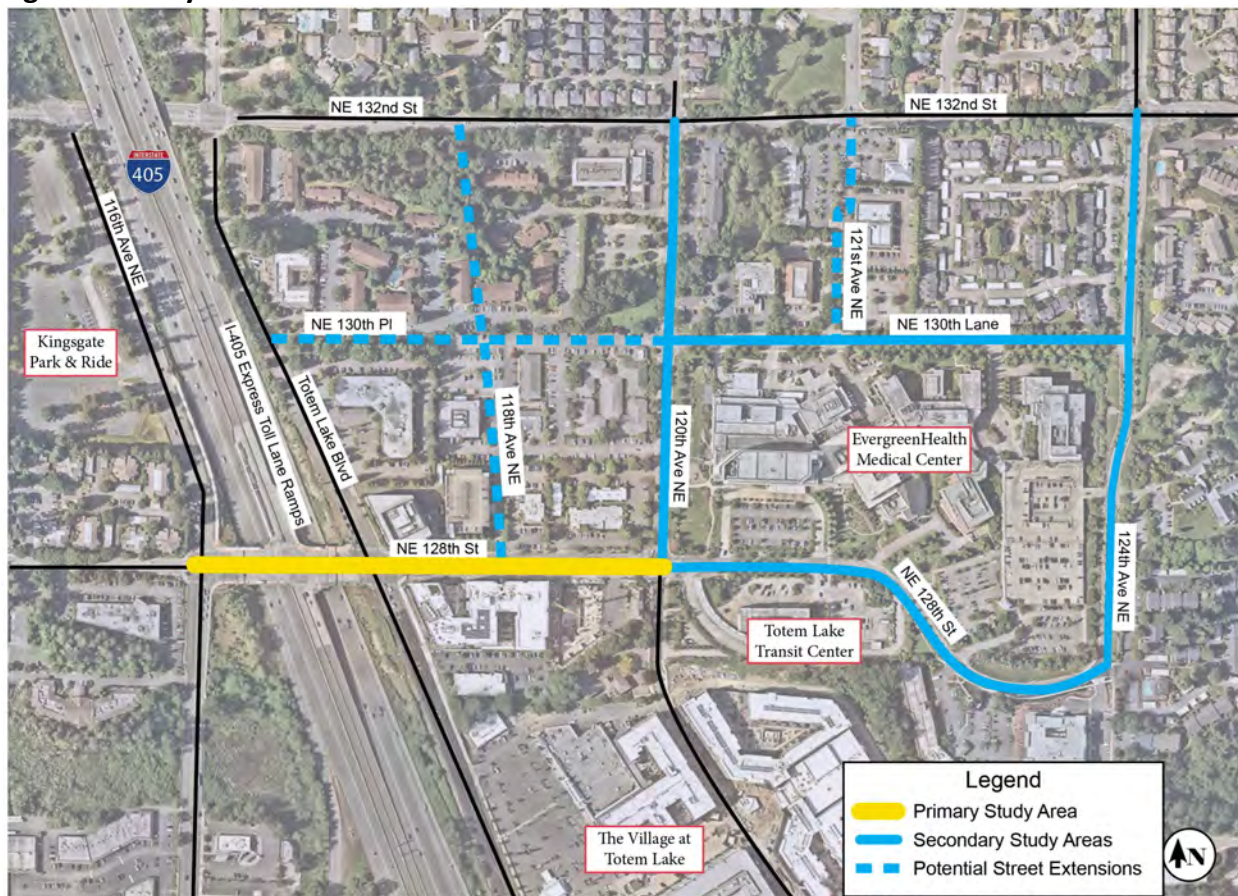 NE 132nd St
NE 132nd St
INTERSTATE
405
116th Ave NE
121st Ave NE
NE 130th Pl
NE 130th Lane
Kingsgate
Park & Ride
I-405 Express Toll Lane Ramps
Totem Lake Blvd
118th Ave NE
120th Ave NE
EvergreenHealth
Medical Center
124th Ave NE
NE 128th St
NE 128th St
Totem Lake
Transit Center
The Village at
Totem Lake
Legend
Primary Study Area
Secondary Study Areas
Potential Street Extensions
N